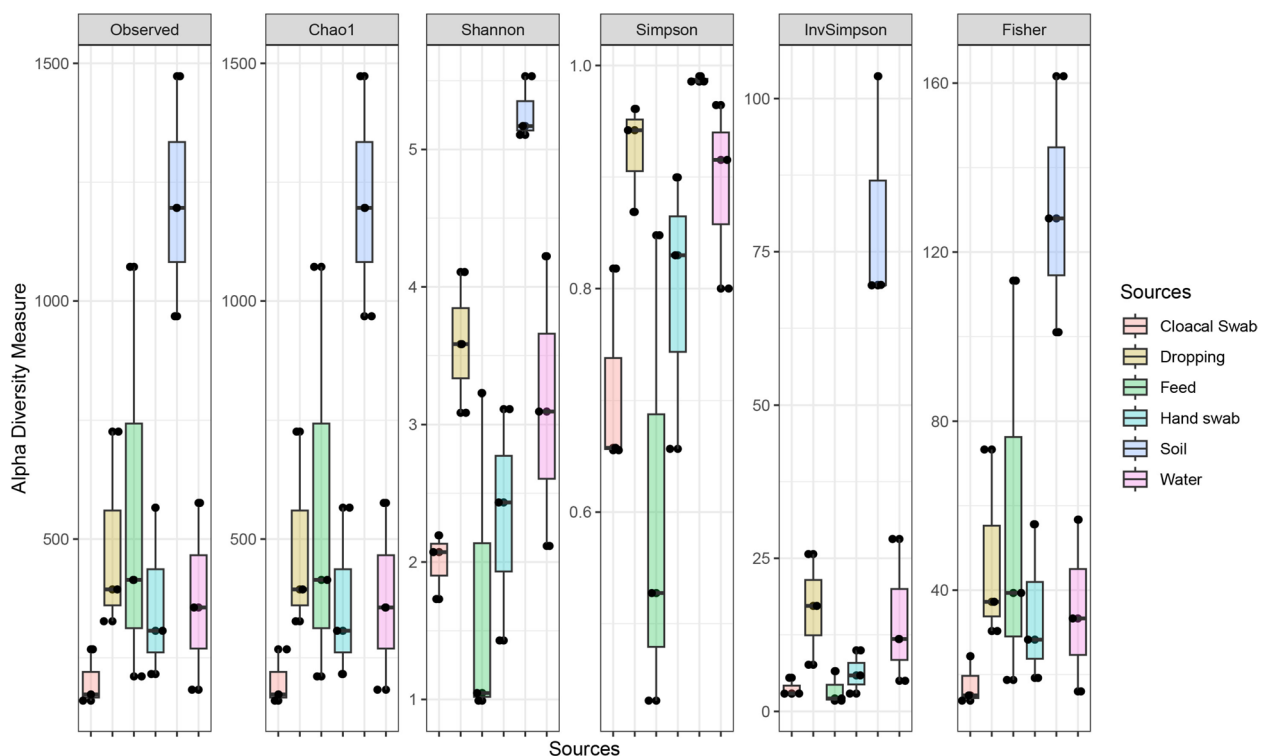 Observed
Chao1
Shannon
Simpson
InvSimpson
Fisher
Alpha Diversity Measure
1500
1000
500
1500
1000
500
5
4
3
2
1
1.0
0.8
0.6
100
75
50
25
0
160
120
80
40
Sources
Sources
Cloacal Swab
Dropping
Feed
Hand swab
Soil
Water